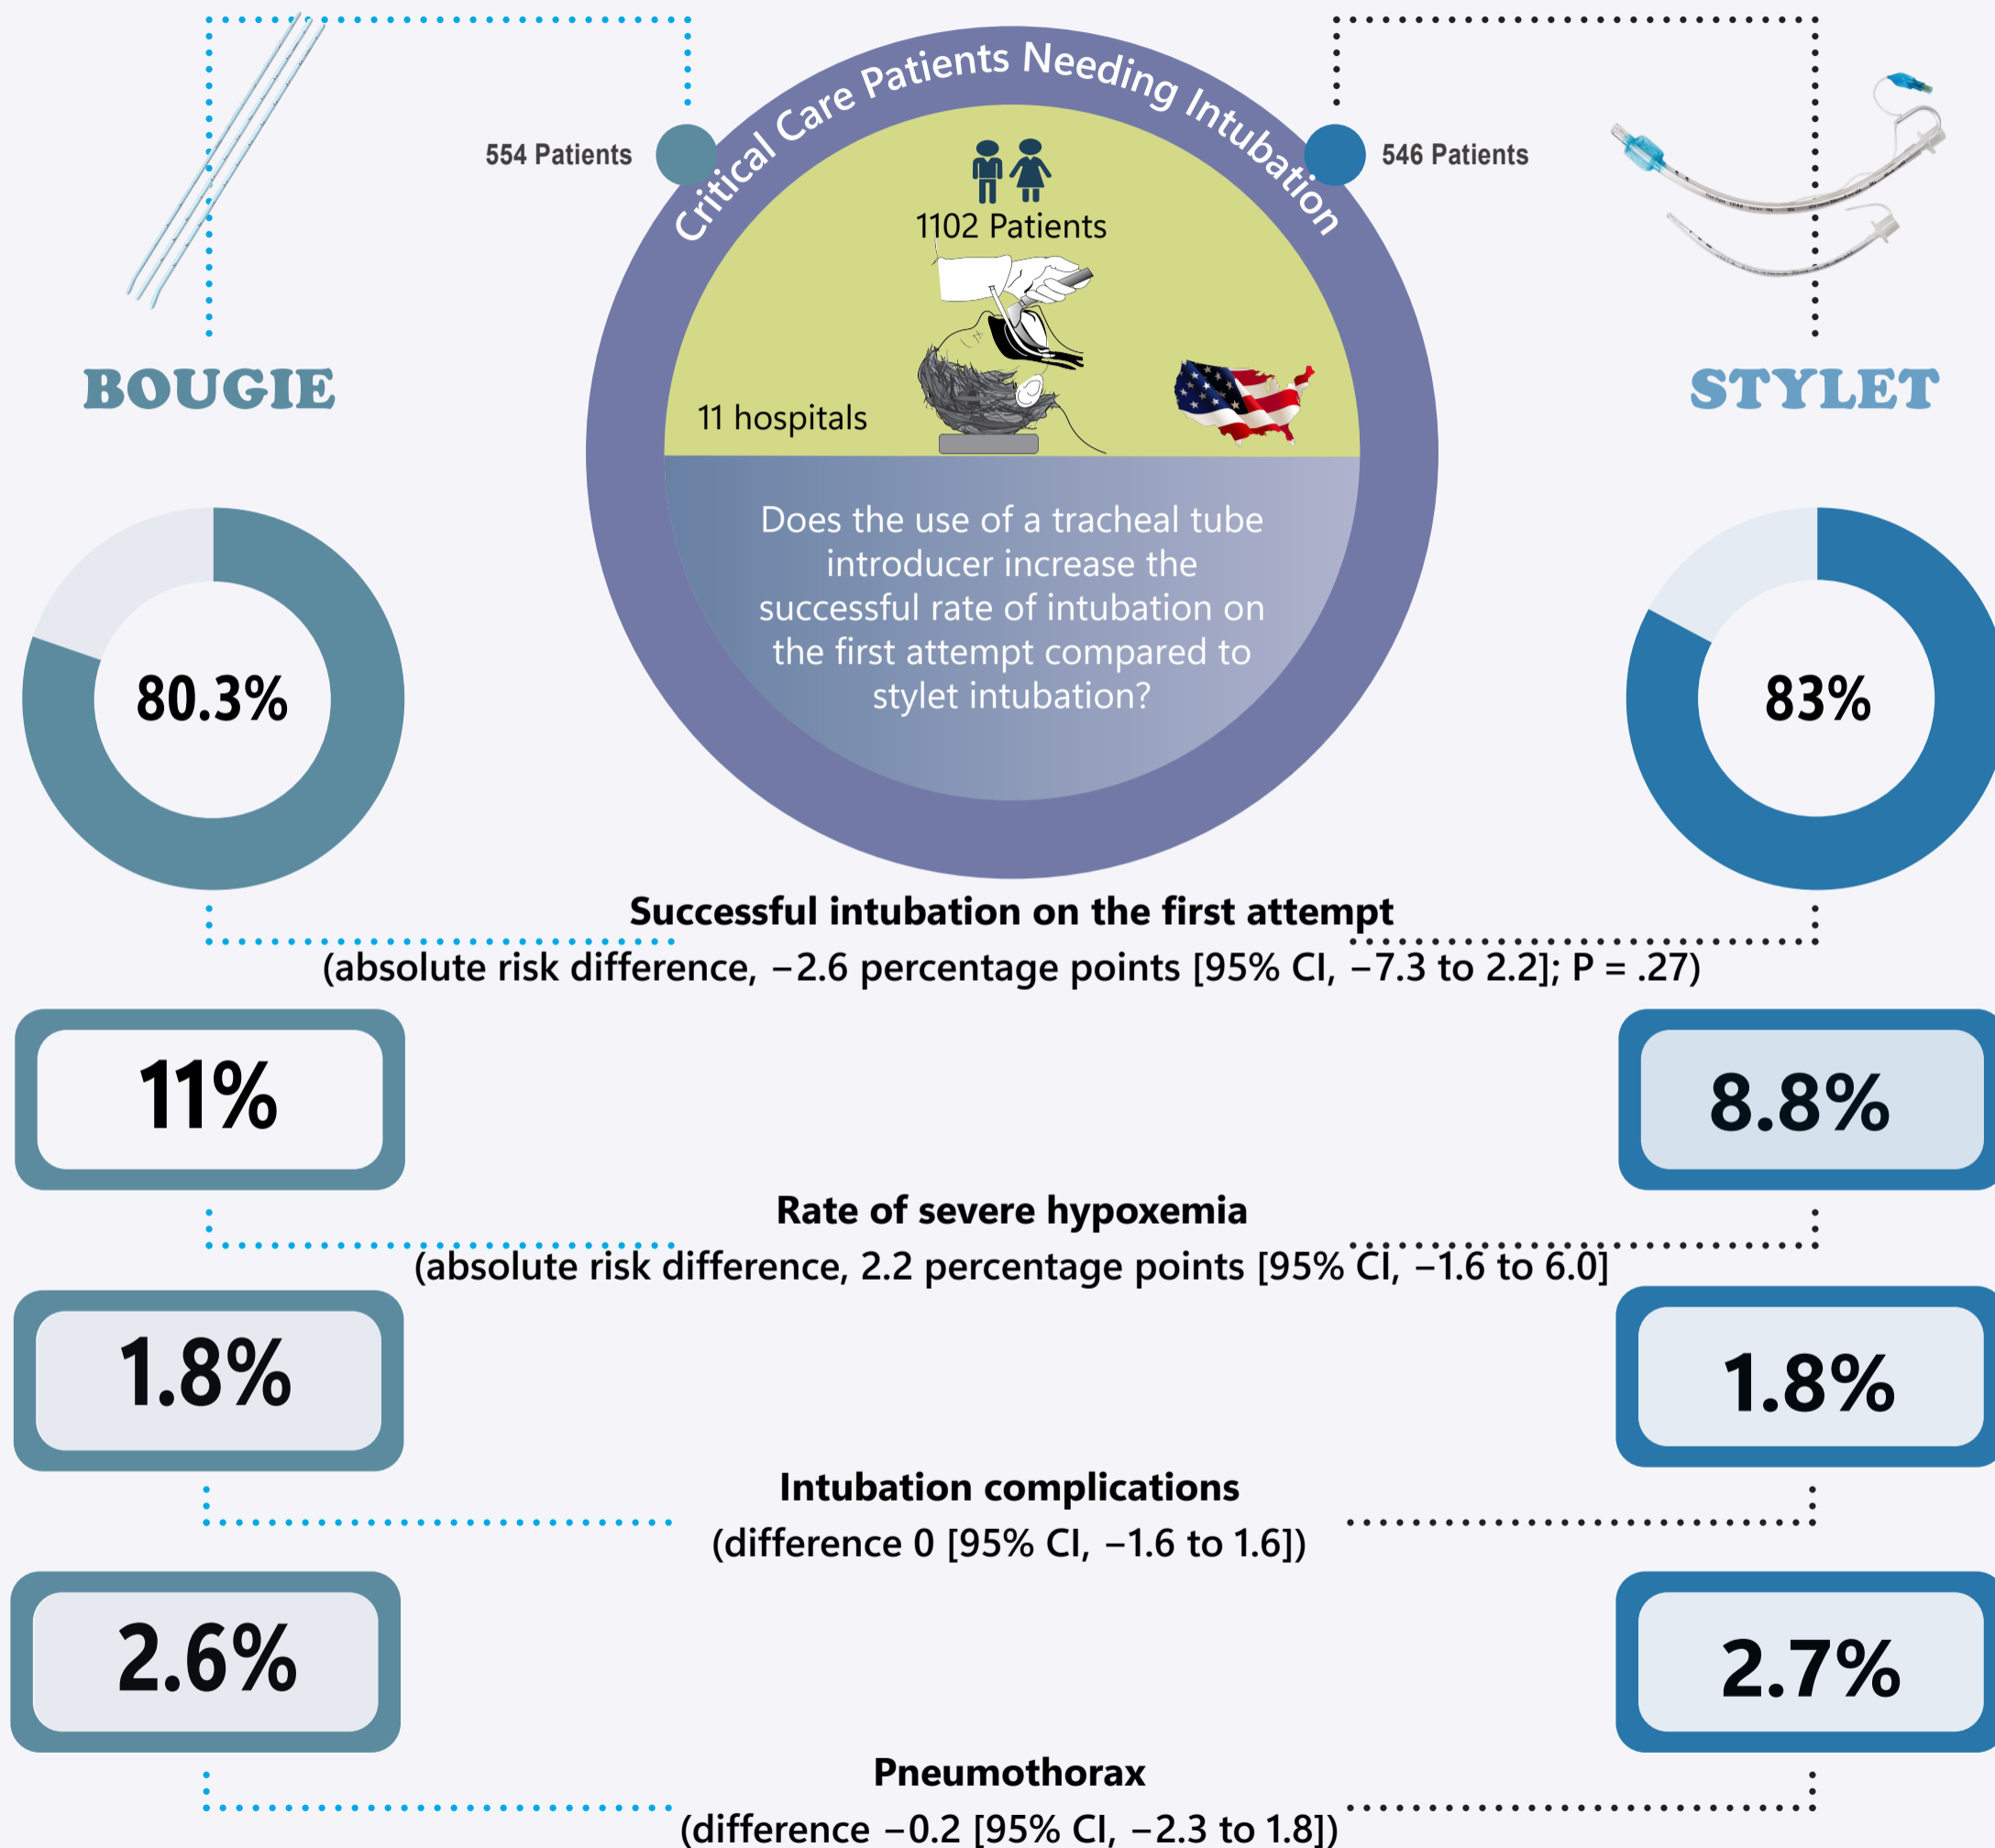 Critical Care Patients Needing Intubation
554 Patients
546 Patients
1102 Patients
BOUGIE
STYLET
11 hospitals
Does the use of a tracheal tube
introducer increase the
successful rate of intubation on
the first attempt compared to
stylet intubation?
80.3%
83%
Successful intubation on the first attempt
(absolute risk difference, −2.6 percentage points [95% CI, −7.3 to 2.2]; P = .27)
11%
8.8%
Rate of severe hypoxemia
(absolute risk difference, 2.2 percentage points [95% CI, −1.6 to 6.0]
1.8%
1.8%
Intubation complications
(difference 0 [95% CI, −1.6 to 1.6])
2.6%
2.7%
Pneumothorax
(difference −0.2 [95% CI, −2.3 to 1.8])